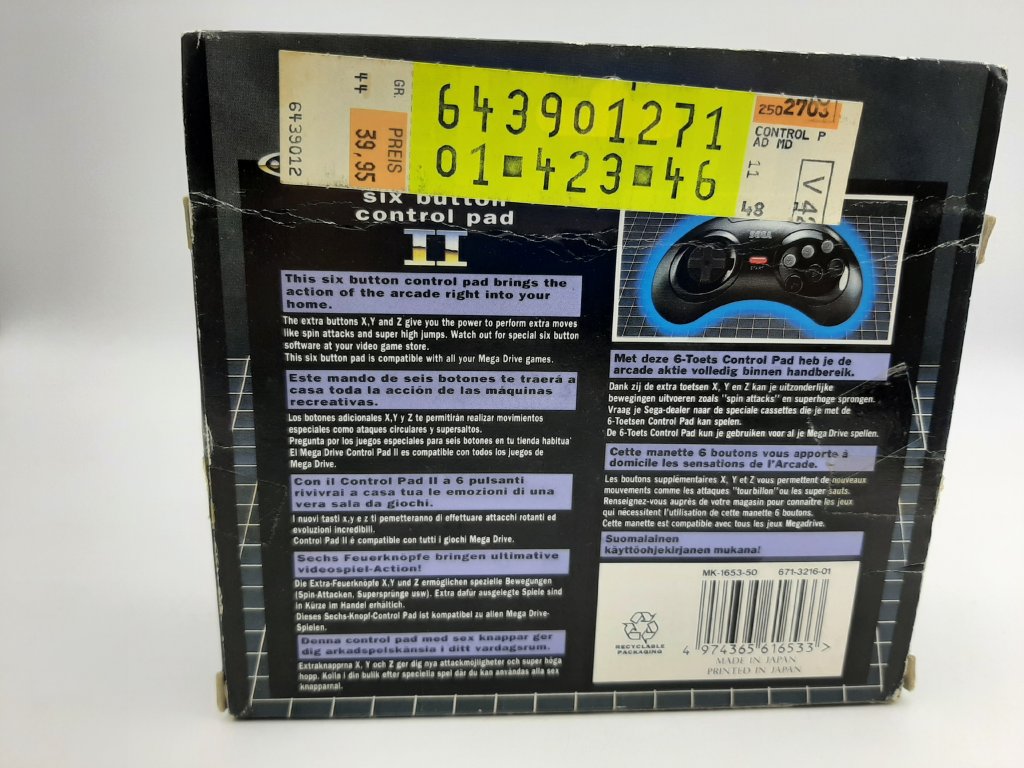 6439012
GR.
44
PREIS
39,95
643901271
01 423 46
2502703
CONTROL P
AD MD
11
48
V 42
six button
control pad
II
This six button control pad brings the
action of the arcade right into your
home.
The extra buttons X,Y and Z give you the power to perform extra moves
like spin attacks and super high jumps. Watch out for special six button
software at your video game store.
This six button pad is compatible with all your Mega Drive games.
Este mando de seis botones te traerá a
casa toda la acción de las máquinas
recreativas.
Los botones adicionales X,Y y Z te permitirán realizar movimientos
especiales como ataques circulares y supersaltos.
Pregunta por los juegos especiales para seis botones en tu tienda habitua'
El Mega Drive Control Pad II es compatible con todos los juegos de
Mega Drive.
Con il Control Pad II a 6 pulsanti
rivivrai a casa tua le emozioni di una
vera sala da giochi.
I nuovi tasti x,y e z ti pemetteranno di effettuare attacchi rotanti ed
evoluzioni incredibili.
Control Pad II é compatibile con tutti i giochi Mega Drive.
Sechs Feuerknöpfe bringen ultimative
videospiel-Action!
Die Extra-Feuerknöpfe X,Y und Z ermöglichen spezielle Bewegungen
(Spin-Attacken, Supersprünge usw). Extra dafür ausgelegte Spiele sind
in Kürze im Handel erhältlich.
Dieses Sechs-Knopf-Control Pad ist kompatibel zu allen Mega Drive-
Spielen.
Denna control pad med sex knappar ger
dig arkadspelskänsla i ditt vardagsrum.
Extraknapprna X, Y och Z ger dig nya attackmöjligheter och super höga
hopp. Kolla i din butik efter speciella spel där du kan användas alla sex
knapparnal.
SEGA
START
Met deze 6-Toets Control Pad heb je de
arcade aktie volledig binnen handbereik.
Dank zij de extra toetsen X, Y en Z kan je uitzonderlijke
bewegingen uitvoeren zoals "spin attacks" en superhoge sprongen.
Vraag je Sega-dealer naar de speciale cassettes die je met de
6-Toetsen Control Pad kan spelen.
De 6-Toets Control Pad kun je gebruiken voor al je Mega Drive spellen.
Cette manette 6 boutons vous apporte à
domicile les sensations de l'Arcade.
Les boutons supplémentaires X, Y et Z vous permettent de nouveaux
mouvements comme les attaques "tourbillon" ou les super sauts.
Renseignez-vous auprès de votre magasin pour connaître les jeux
qui nécessitent l'utilisation de cette manette 6 boutons.
Cette manette est compatible avec tous les jeux Megadrive.
Suomalainen
käyttöohjekirjanen mukana!
MK-1653-50 671-3216-01
RECYCLABLE
PACKAGING
4 974365 616533 >
MADE IN JAPAN
PRINTED IN JAPAN